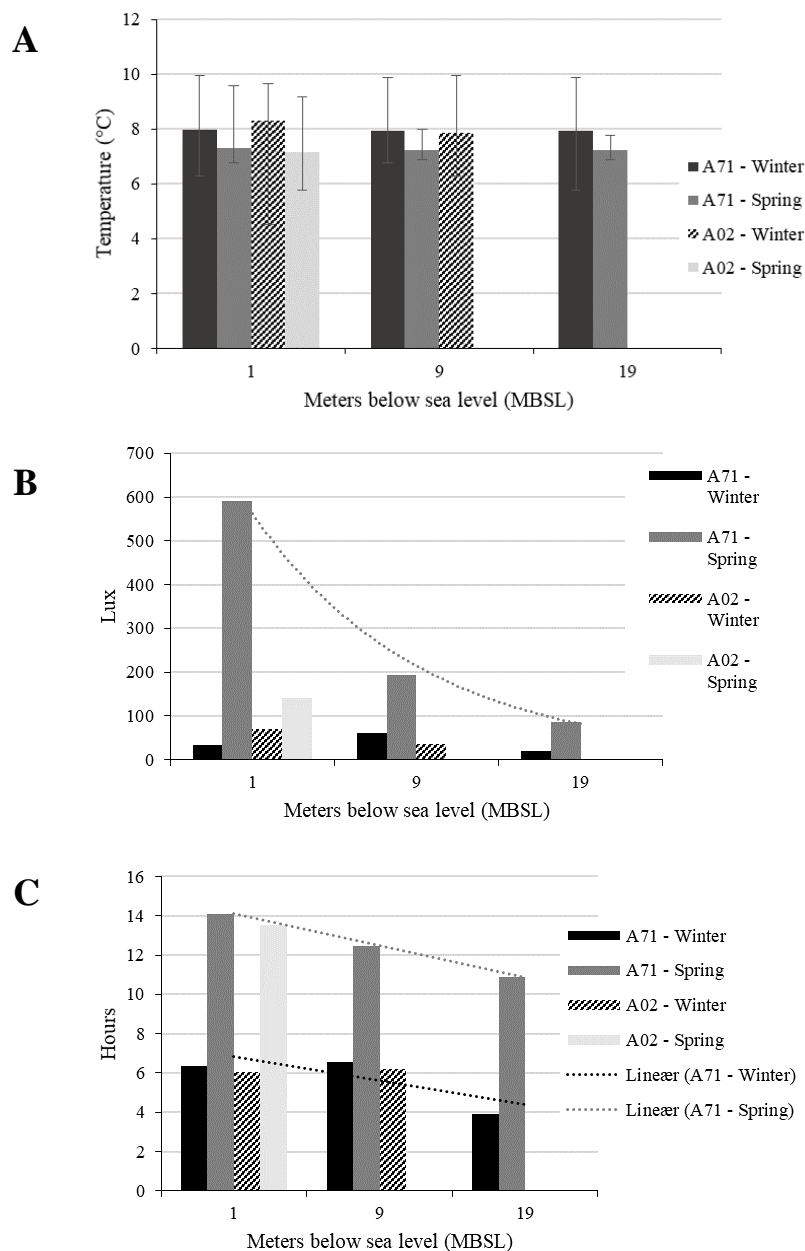 A
12
10
8
6
4
2
0
Temperature (°C)
1
9
19
Meters below sea level (MBSL)
A71 - Winter
A71 - Spring
A02 - Winter
A02 - Spring
B
700
600
500
400
300
200
100
0
Lux
1
9
19
Meters below sea level (MBSL)
A71 -
Winter
A71 -
Spring
A02 -
Winter
A02 -
Spring
C
16
14
12
10
8
6
4
2
0
Hours
1
9
19
Meters below sea level (MBSL)
A71 - Winter
A71 - Spring
A02 - Winter
A02 - Spring
Lineær (A71 - Winter)
Lineær (A71 - Spring)